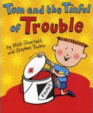 Tom and the Tinful
of Trouble
by Nick Sharratt
and Stephen Tucker